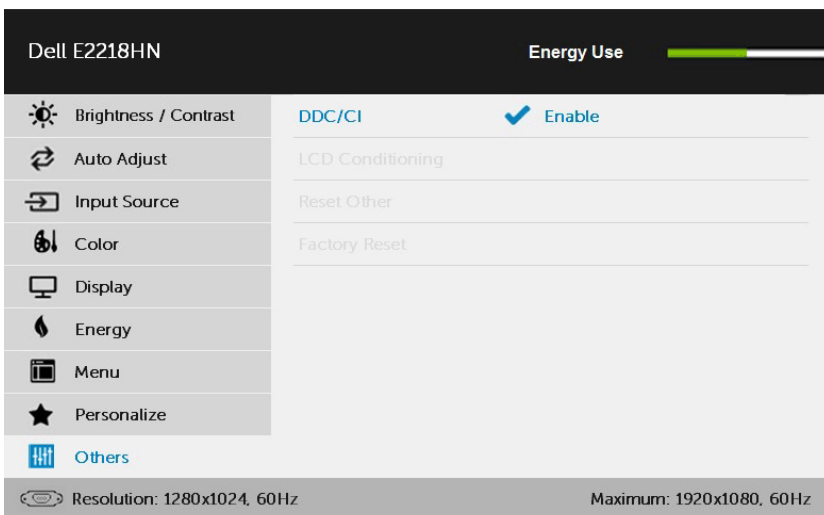 Dell E2218HN
Energy Use
Brightness / Contrast
DDC/CI
Enable
Auto Adjust
LCD Conditioning
Input Source
Reset Other
Color
Factory Reset
Display
Energy
Menu
Personalize
Others
Resolution: 1280x1024, 60Hz
Maximum: 1920x1080, 60Hz